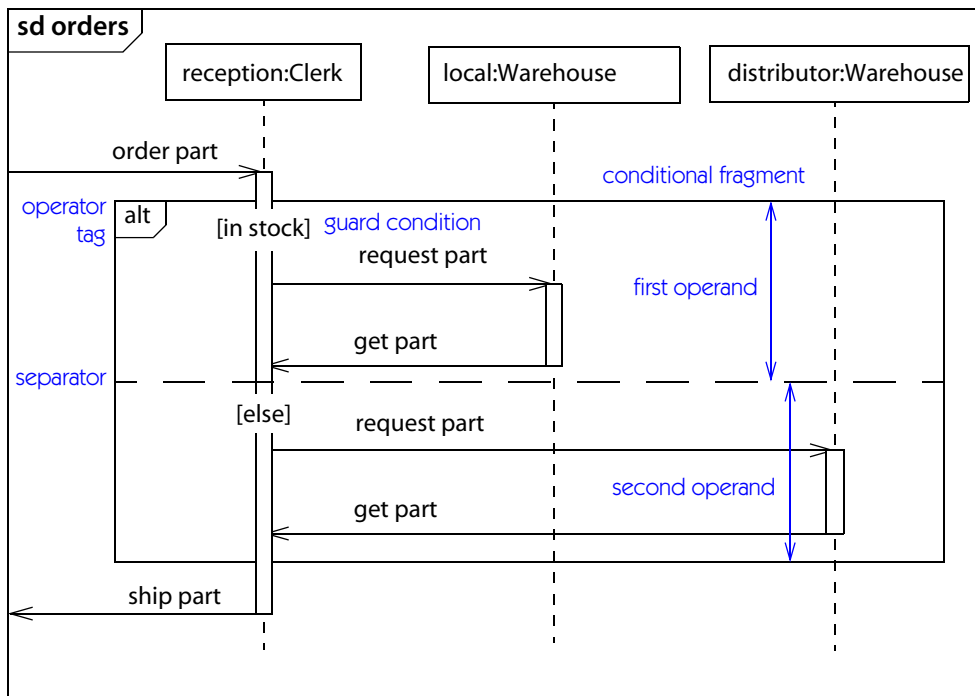 sd orders
reception:Clerk
local:Warehouse
distributor:Warehouse
order part
conditional fragment
operator
tag
alt
[in stock]
guard condition
request part
first operand
get part
separator
[else]
request part
second operand
get part
ship part